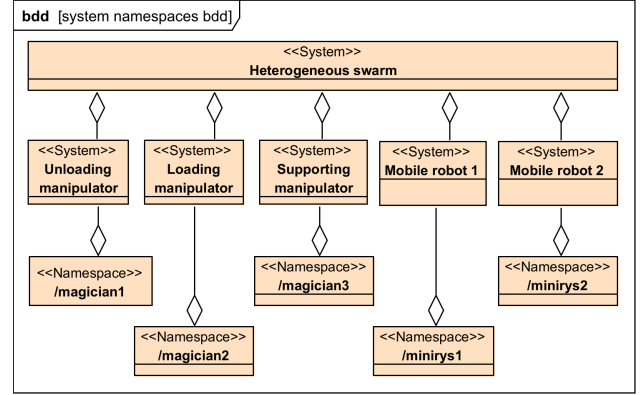 bdd [system namespaces bdd]
<<System>>
Heterogeneous swarm
<<System>>
Unloading
manipulator
<<System>>
Loading
manipulator
<<System>>
Supporting
manipulator
<<System>>
Mobile robot 1
<<System>>
Mobile robot 2
<<Namespace>>
/magician1
<<Namespace>>
/magician3
<<Namespace>>
/minirys2
<<Namespace>>
/magician2
<<Namespace>>
/minirys1